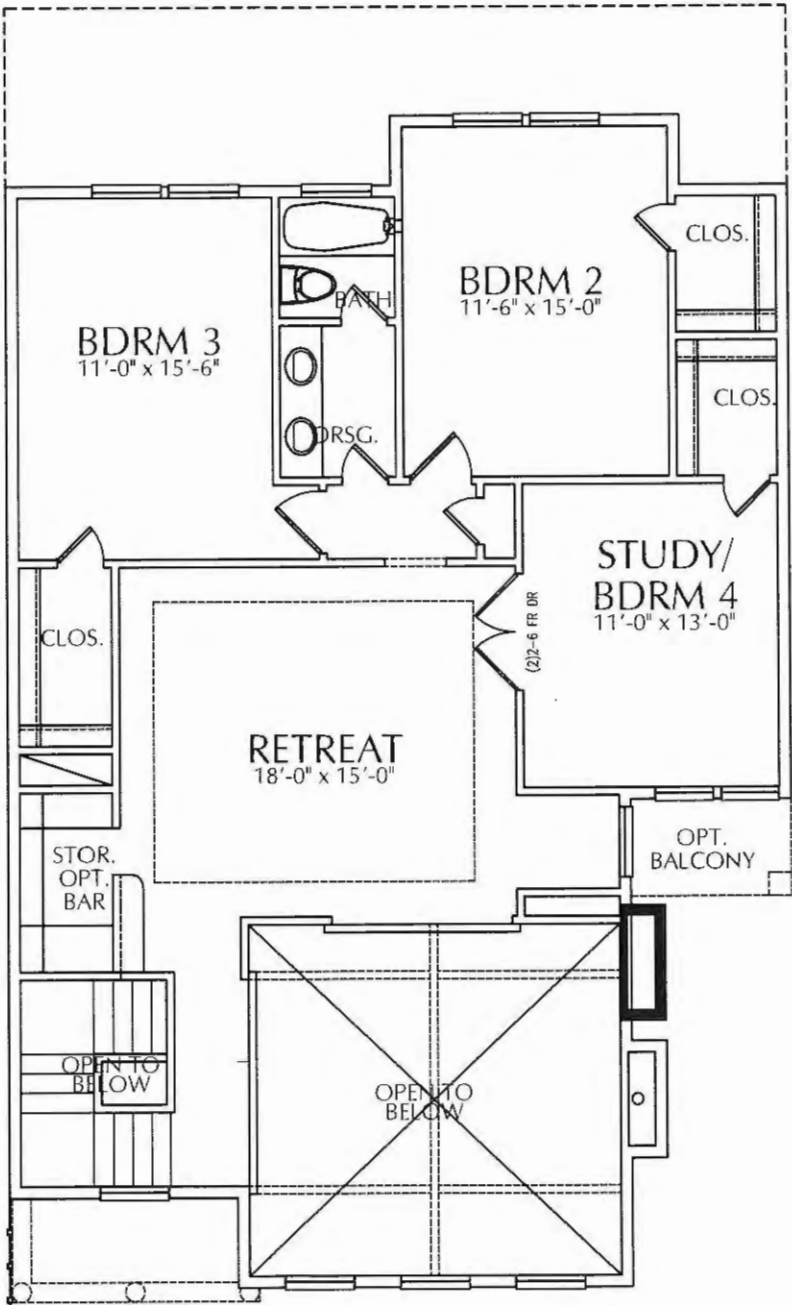 BDRM 2
11'-6" x 15'-0"
CLOS.
BATH
BDRM 3
11'-0" x 15'-6"
CLOS.
DRSG.
STUDY/
BDRM 4
11'-0" x 13'-0"
(2)2-6 FR DR
CLOS.
RETREAT
18'-0" x 15'-0"
OPT.
BALCONY
STOR.
OPT.
BAR
OPEN TO
BELOW
OPEN TO
BELOW